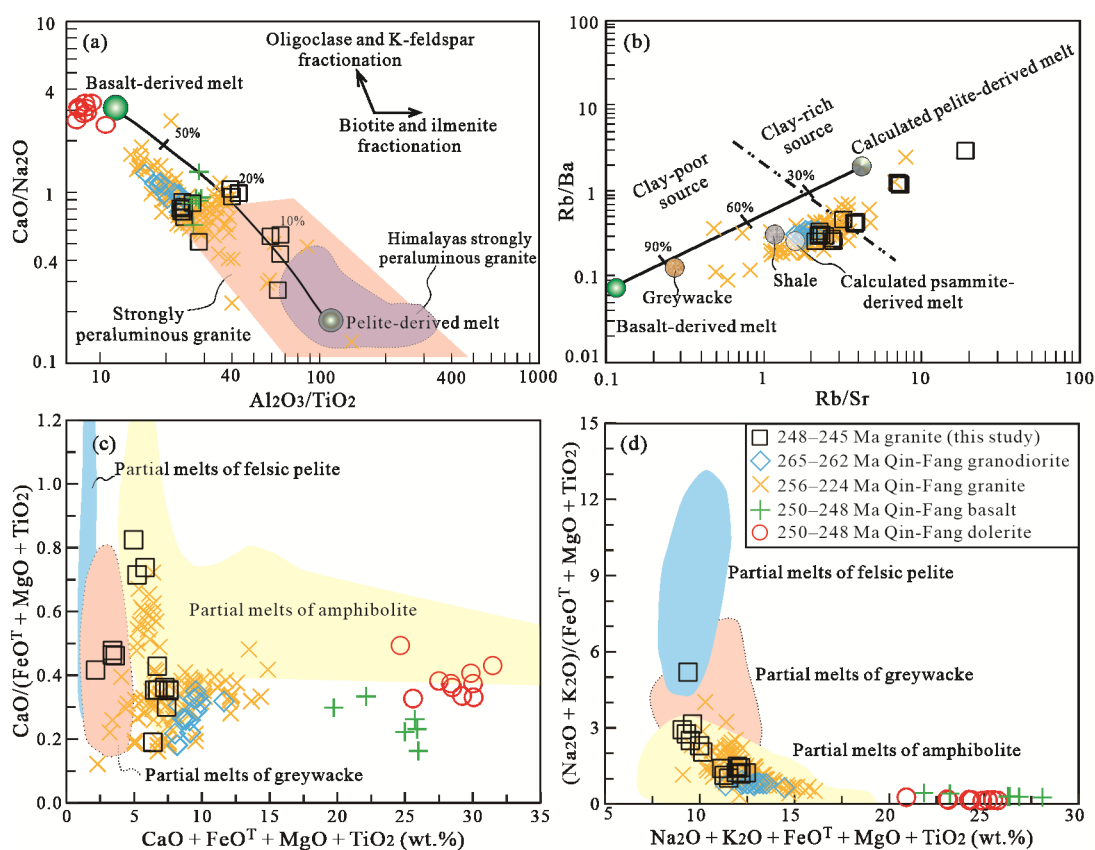 (a)
Oligoclase and K-feldspar
fractionation
Biotite and ilmenite
fractionation
Basalt-derived melt
50%
20%
10%
Himalayas strongly
peraluminous granite
Strongly
peraluminous granite
Pelite-derived melt
CaO/Na2O
10
4
1
0.4
0.1
10
40
100
400
1000
Al2O3/TiO2
(b)
Clay-rich
source
Clay-poor
source
Calculated pelite-derived melt
30%
60%
90%
Greywacke
Shale
Calculated psammite-
derived melt
Basalt-derived melt
Rb/Ba
100
10
1
0.1
0.01
0.1
1
10
100
Rb/Sr
(c)
Partial melts of felsic pelite
Partial melts of amphibolite
Partial melts of greywacke
CaO/(FeOT + MgO + TiO2)
1.2
1.0
0.8
0.6
0.4
0.2
0.0
0
5
10
15
20
25
30
35
CaO + FeOT + MgO + TiO2 (wt.%)
(d)
248–245 Ma granite (this study)
265–262 Ma Qin-Fang granodiorite
256–224 Ma Qin-Fang granite
250–248 Ma Qin-Fang basalt
250–248 Ma Qin-Fang dolerite
Partial melts of felsic pelite
Partial melts of greywacke
Partial melts of amphibolite
(Na2O + K2O)/(FeOT + MgO + TiO2)
15
12
9
6
3
0
5
10
15
20
25
30
Na2O + K2O + FeOT + MgO + TiO2 (wt.%)